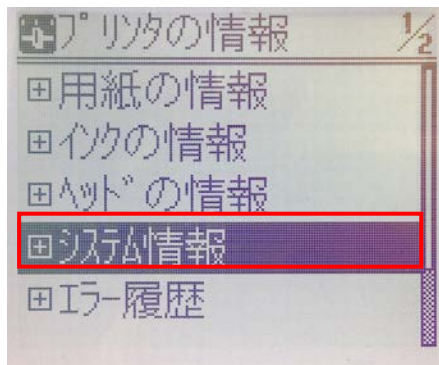 ﾌﾟﾘﾝﾀの情報 1/2
用紙の情報
ｲﾝｸの情報
ﾍｯﾄﾞの情報
ｼｽﾃﾑ情報
ｴﾗｰ履歴